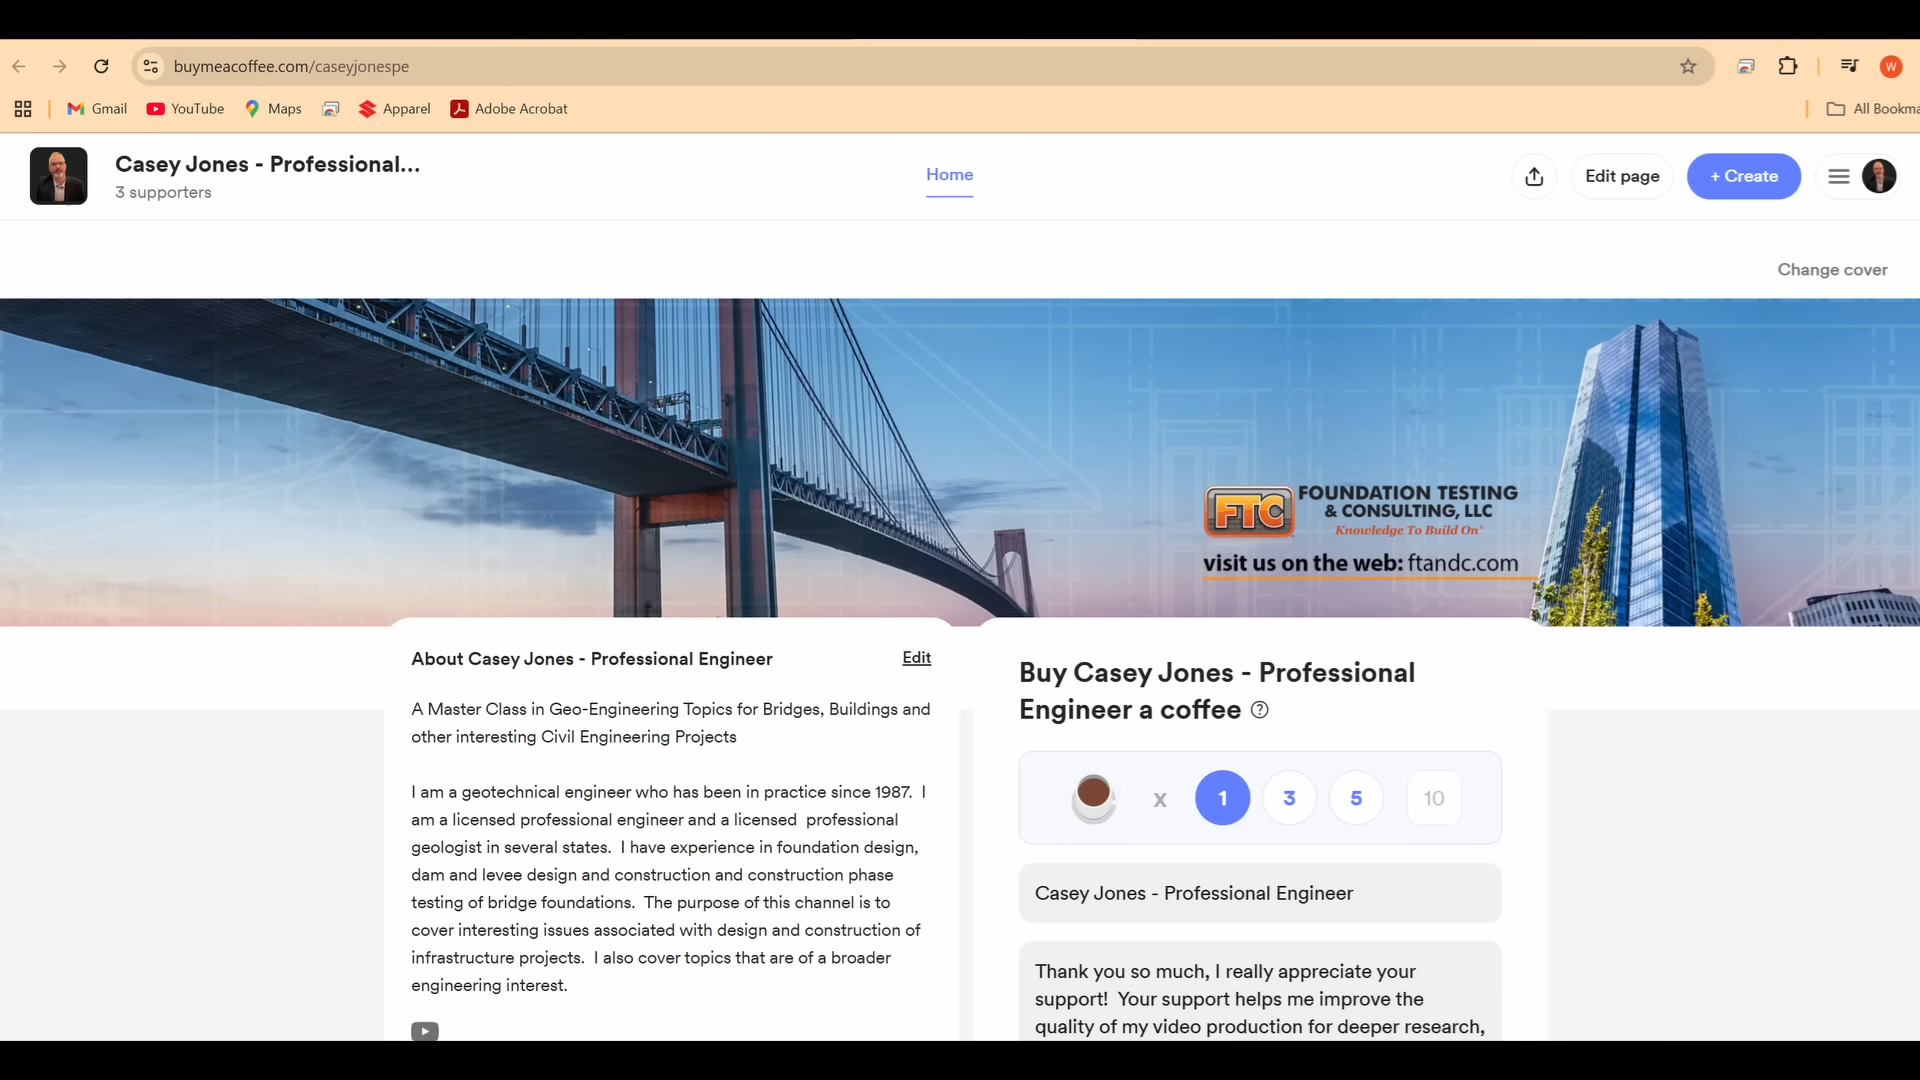 buymeacoffee.com/caseyjonespe
W
Gmail
YouTube
Maps
Apparel
Adobe Acrobat
All Bookma
Casey Jones - Professional...
3 supporters
Home
Edit page
+ Create
Change cover
FTC
FOUNDATION TESTING
& CONSULTING, LLC
Knowledge To Build On®
visit us on the web: ftandc.com
About Casey Jones - Professional Engineer
Edit
A Master Class in Geo-Engineering Topics for Bridges, Buildings and
other interesting Civil Engineering Projects
I am a geotechnical engineer who has been in practice since 1987. I
am a licensed professional engineer and a licensed professional
geologist in several states. I have experience in foundation design,
dam and levee design and construction and construction phase
testing of bridge foundations. The purpose of this channel is to
cover interesting issues associated with design and construction of
infrastructure projects. I also cover topics that are of a broader
engineering interest.
Buy Casey Jones - Professional
Engineer a coffee ?
x 1 3 5 10
Casey Jones - Professional Engineer
Thank you so much, I really appreciate your
support! Your support helps me improve the
quality of my video production for deeper research,